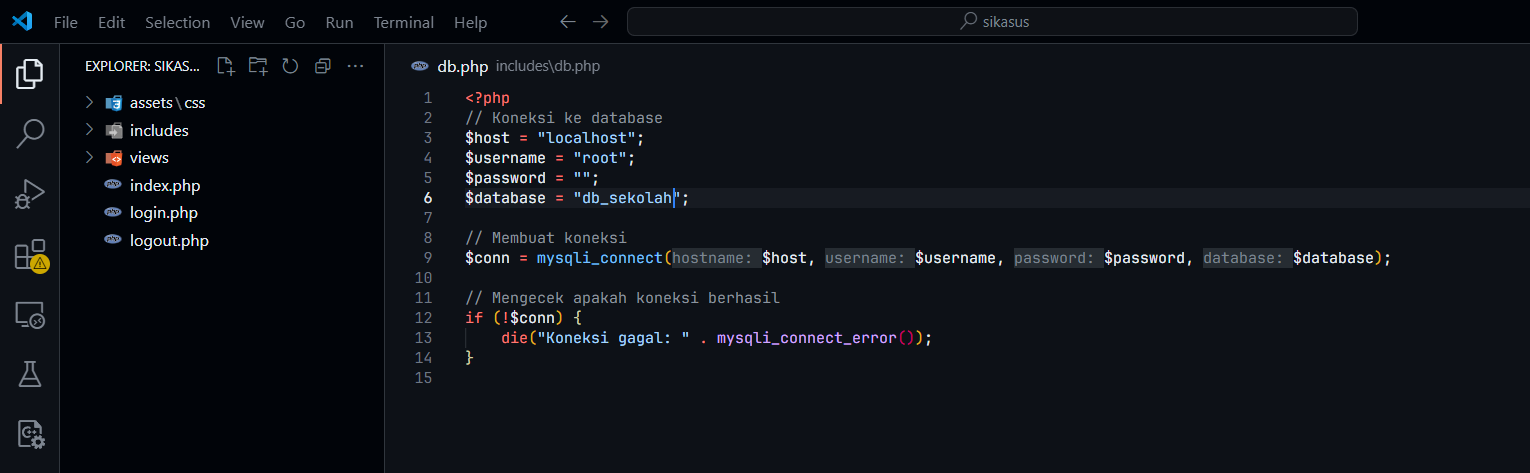 File Edit Selection View Go Run Terminal Help
sikasus
EXPLORER: SIKAS...
assets\css
includes
views
index.php
login.php
logout.php
db.php includes\db.php
1 <?php
2 // Koneksi ke database
3 $host = "localhost";
4 $username = "root";
5 $password = "";
6 $database = "db_sekolah";
7
8 // Membuat koneksi
9 $conn = mysqli_connect(hostname: $host, username: $username, password: $password, database: $database);
10
11 // Mengecek apakah koneksi berhasil
12 if (!$conn) {
13     die("Koneksi gagal: " . mysqli_connect_error());
14 }
15